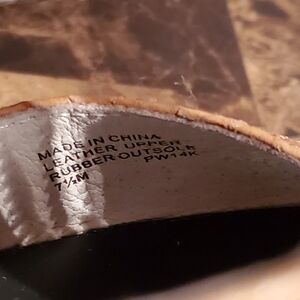 MADE IN CHINA
LEATHER UPPER
RUBBER OUTSOLE
7½M PW14K